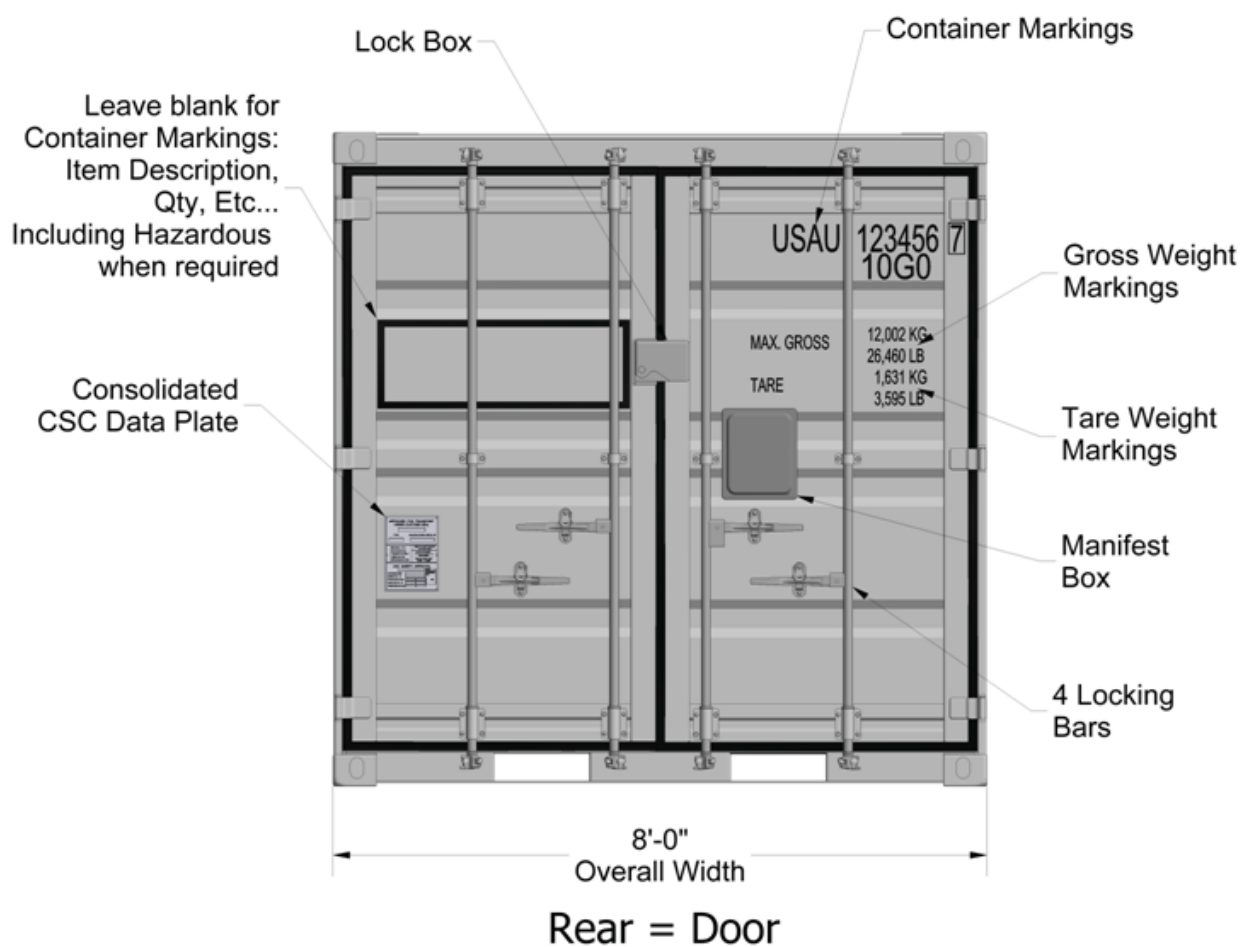 Lock Box
Container Markings
Leave blank for
Container Markings:
Item Description,
Qty, Etc...
Including Hazardous
when required
USAU 123456 7
10G0
Gross Weight
Markings
MAX. GROSS 12,002 KG
26,460 LB
TARE 1,631 KG
3,595 LB
Consolidated
CSC Data Plate
Tare Weight
Markings
Manifest
Box
4 Locking
Bars
8'-0"
Overall Width
Rear = Door